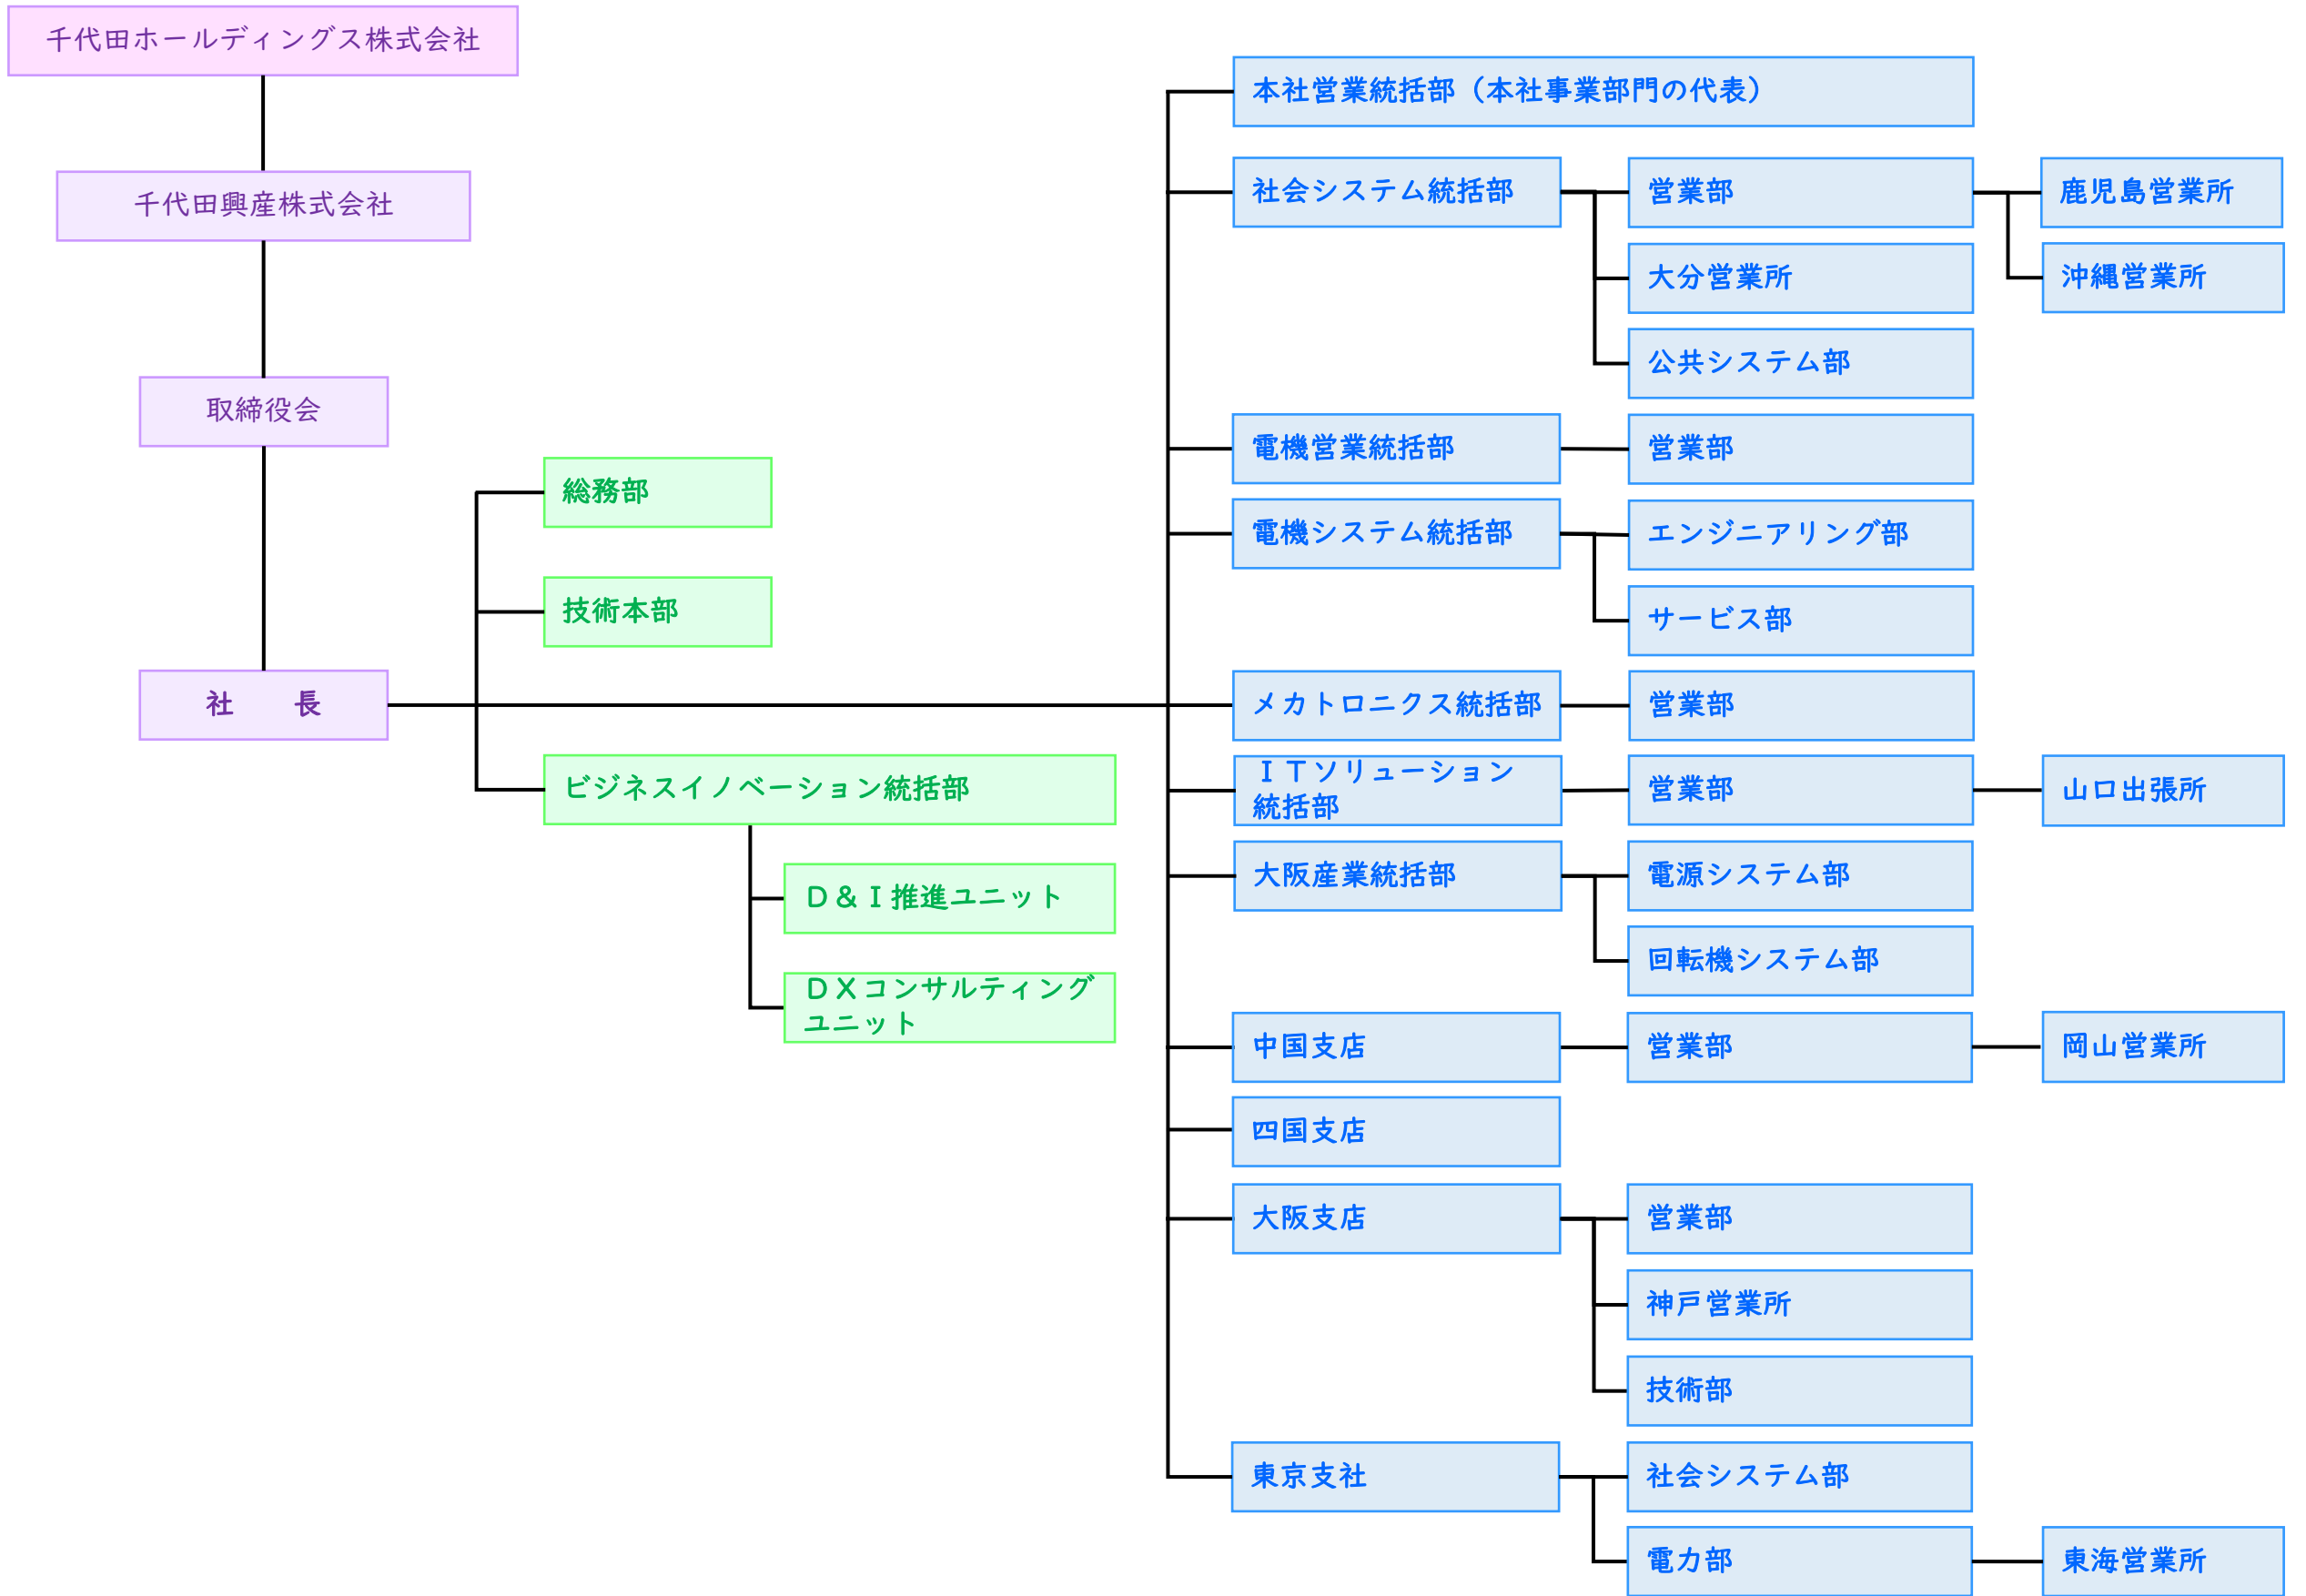 千代田ホールディングス株式会社
千代田興産株式会社
取締役会
社　　長
総務部
技術本部
ビジネスイノベーション統括部
Ｄ＆Ｉ推進ユニット
ＤＸコンサルティング
ユニット
本社営業統括部（本社事業部門の代表）
社会システム統括部
営業部
鹿児島営業所
沖縄営業所
大分営業所
公共システム部
電機営業統括部
営業部
電機システム統括部
エンジニアリング部
サービス部
メカトロニクス統括部
営業部
ＩＴソリューション
統括部
営業部
山口出張所
大阪産業統括部
電源システム部
回転機システム部
中国支店
営業部
岡山営業所
四国支店
大阪支店
営業部
神戸営業所
技術部
東京支社
社会システム部
電力部
東海営業所